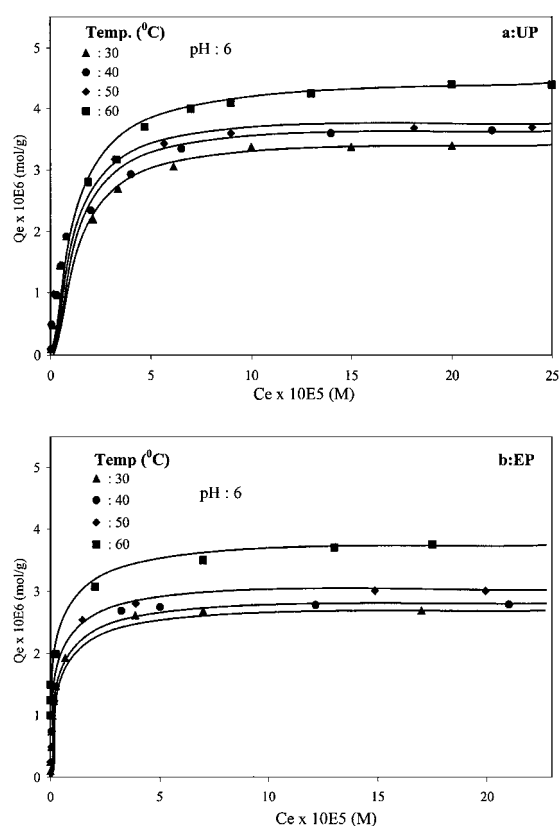 Temp. (⁰C)
a:UP
pH : 6
▲ : 30
● : 40
◆ : 50
■ : 60
Qe x 10E6 (mol/g)
5
4
3
2
1
0
0 5 10 15 20 25
Ce x 10E5 (M)
Temp (⁰C)
b:EP
pH : 6
▲ : 30
● : 40
◆ : 50
■ : 60
Qe x 10E6 (mol/g)
5
4
3
2
1
0
0 5 10 15 20
Ce x 10E5 (M)